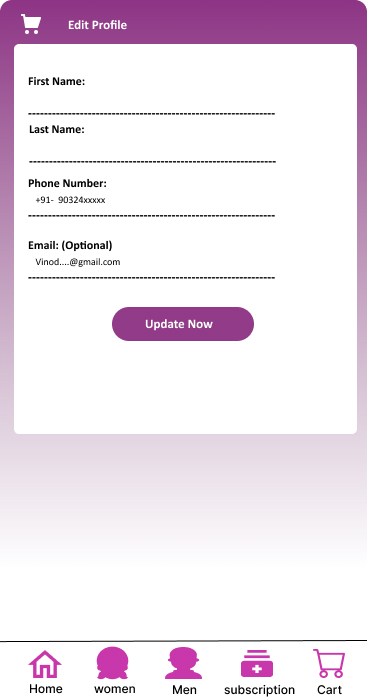 Edit Profile
First Name:
Last Name:
Phone Number:
+91- 90324xxxxx
Email: (Optional)
Vinod....@gmail.com
Update Now
Home women Men subscription Cart